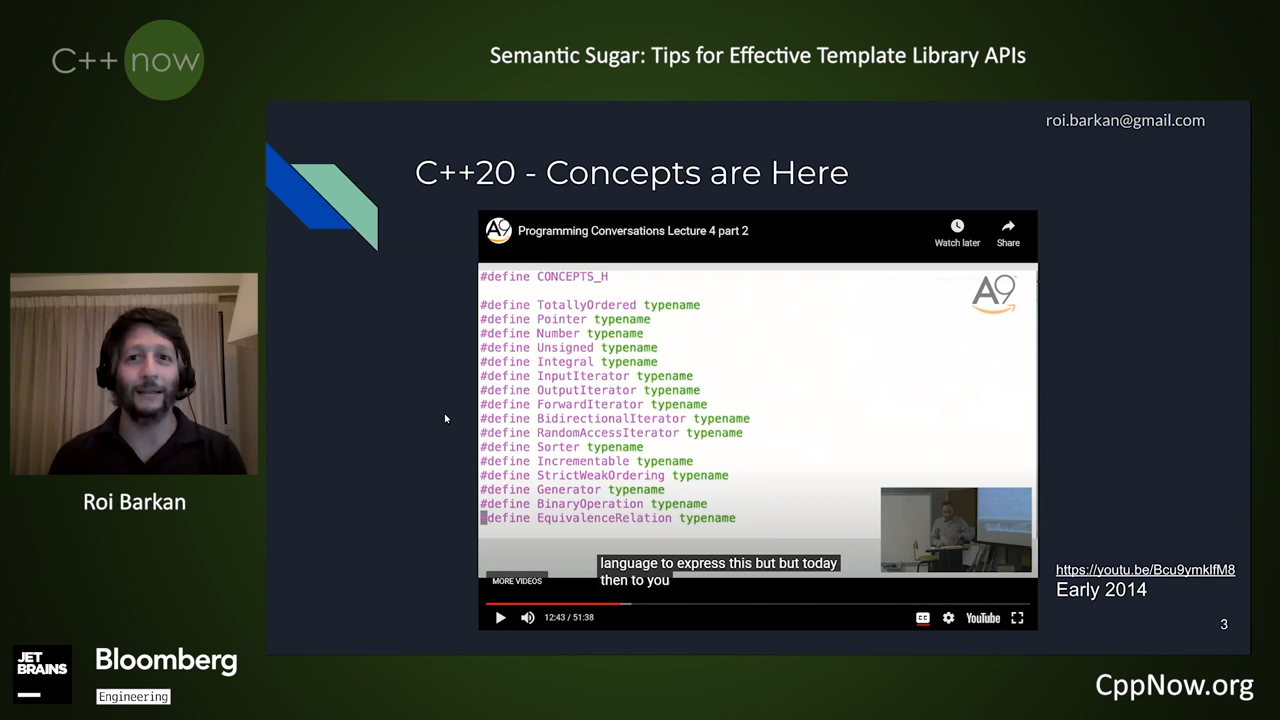 C++ now
Semantic Sugar: Tips for Effective Template Library APIs
roi.barkan@gmail.com
C++20 - Concepts are Here
A9
Programming Conversations Lecture 4 part 2
Watch later
Share
#define CONCEPTS_H
A9
#define TotallyOrdered typename
#define Pointer typename
#define Number typename
#define Unsigned typename
#define Integral typename
#define InputIterator typename
#define OutputIterator typename
#define ForwardIterator typename
#define BidirectionalIterator typename
#define RandomAccessIterator typename
#define Sorter typename
#define Incrementable typename
#define StrictWeakOrdering typename
#define Generator typename
#define BinaryOperation typename
#define EquivalenceRelation typename
language to express this but but today
then to you
MORE VIDEOS
12:43 / 51:38
CC
YouTube
https://youtu.be/Bcu9ymklfM8
Early 2014
3
Roi Barkan
JET
BRAINS
Bloomberg
Engineering
CppNow.org